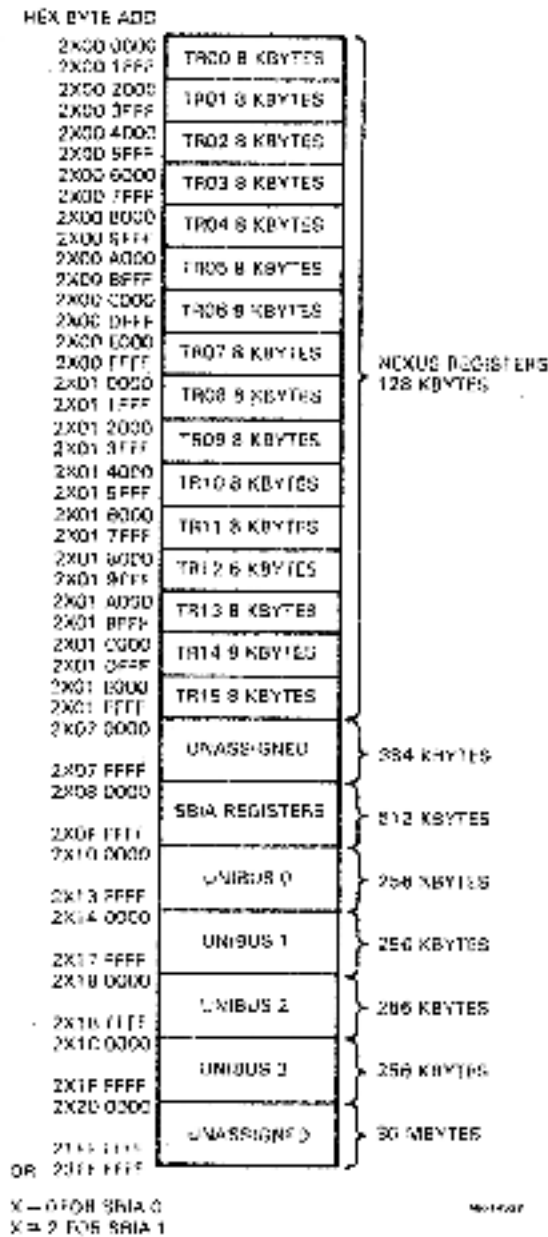 HEX BYTE ADD
2X00 0000
2X00 1FFF
TR00 8 KBYTES
2X00 2000
2X00 3FFF
TR01 8 KBYTES
2X00 4000
2X00 5FFF
TR02 8 KBYTES
2X00 6000
2X00 7FFF
TR03 8 KBYTES
2X00 8000
2X00 9FFF
TR04 8 KBYTES
2X00 A000
2X00 BFFF
TR05 8 KBYTES
2X00 C000
2X00 DFFF
TR06 8 KBYTES
2X00 E000
2X00 FFFF
TR07 8 KBYTES
NEXUS REGISTERS
128 KBYTES
2X01 0000
2X01 1FFF
TR08 8 KBYTES
2X01 2000
2X01 3FFF
TR09 8 KBYTES
2X01 4000
2X01 5FFF
TR10 8 KBYTES
2X01 6000
2X01 7FFF
TR11 8 KBYTES
2X01 8000
2X01 9FFF
TR12 8 KBYTES
2X01 A000
2X01 BFFF
TR13 8 KBYTES
2X01 C000
2X01 DFFF
TR14 8 KBYTES
2X01 E000
2X01 FFFF
TR15 8 KBYTES
2X02 0000
UNASSIGNED
384 KBYTES
2X07 FFFF
2X08 0000
SBIA REGISTERS
512 KBYTES
2X0F FFFF
2X10 0000
UNIBUS 0
256 KBYTES
2X13 FFFF
2X14 0000
UNIBUS 1
256 KBYTES
2X17 FFFF
2X18 0000
UNIBUS 2
256 KBYTES
2X1B FFFF
2X1C 0000
UNIBUS 3
256 KBYTES
2X1F FFFF
2X20 0000
UNASSIGNED
30 MBYTES
21FF FFFF
OR 23FF FFFF
X = 0 FOR SBIA 0
X = 2 FOR SBIA 1